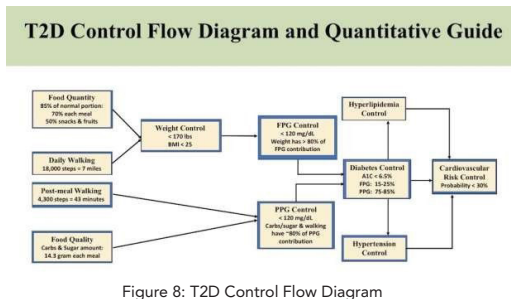 T2D Control Flow Diagram and Quantitative Guide
Food Quantity
85% of normal portion:
70% each meal
50% snacks & fruits
Daily Walking
18,000 steps = 7 miles
Post-meal Walking
4,300 steps = 43 minutes
Food Quality
Carbs & Sugar amount:
14.3 gram each meal
Weight Control
< 170 lbs
BMI < 25
FPG Control
< 120 mg/dL
Weight has > 80% of
FPG contribution
PPG Control
< 120 mg/dL
Carbs/sugar & walking
have ~80% of PPG
contribution
Hyperlipidemia
Control
Diabetes Control
A1C < 6.5%
FPG: 15-25%
PPG: 75-85%
Hypertension
Control
Cardiovascular
Risk Control
Probability < 30%
Figure 8: T2D Control Flow Diagram